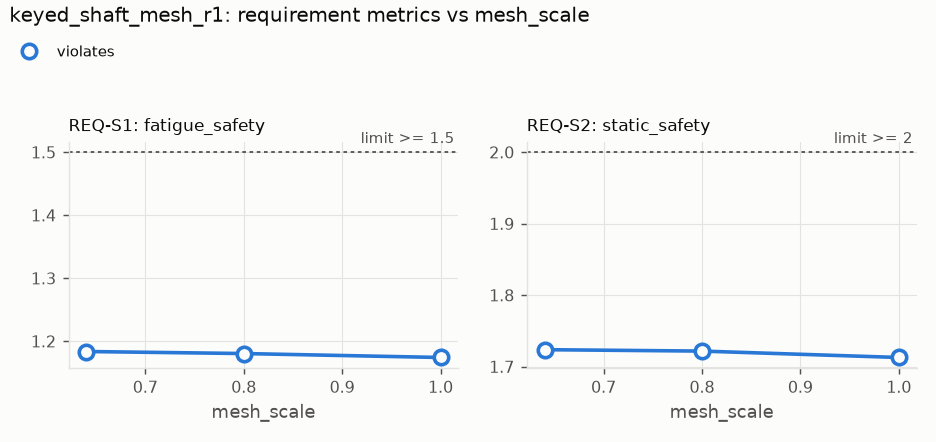 keyed_shaft_mesh_r1: requirement metrics vs mesh_scale
violates
REQ-S1: fatigue_safety
limit >= 1.5
1.5
1.4
1.3
1.2
0.7
0.8
0.9
1.0
mesh_scale
REQ-S2: static_safety
limit >= 2
2.0
1.9
1.8
1.7
0.7
0.8
0.9
1.0
mesh_scale